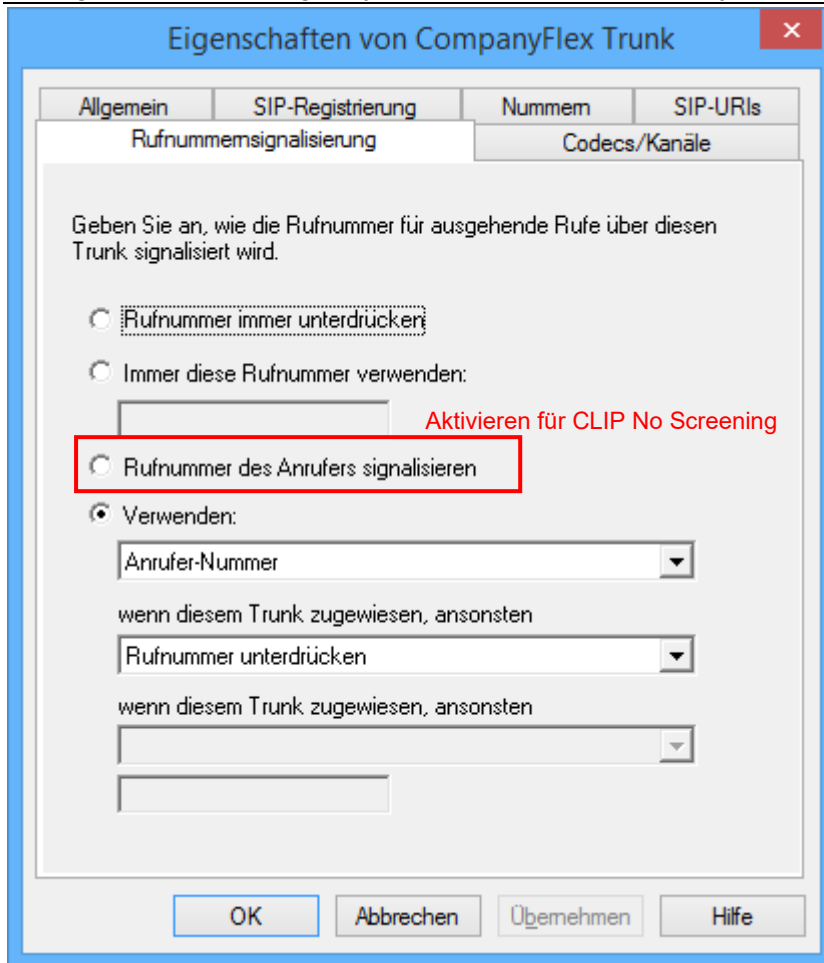 Eigenschaften von CompanyFlex Trunk
Allgemein SIP-Registrierung Nummern SIP-URIs
Rufnummernsignalisierung Codecs/Kanäle
Geben Sie an, wie die Rufnummer für ausgehende Rufe über diesen
Trunk signalisiert wird.
Rufnummer immer unterdrücken
Immer diese Rufnummer verwenden:
Aktivieren für CLIP No Screening
Rufnummer des Anrufers signalisieren
Verwenden:
Anrufer-Nummer
wenn diesem Trunk zugewiesen, ansonsten
Rufnummer unterdrücken
wenn diesem Trunk zugewiesen, ansonsten
OK Abbrechen Übernehmen Hilfe